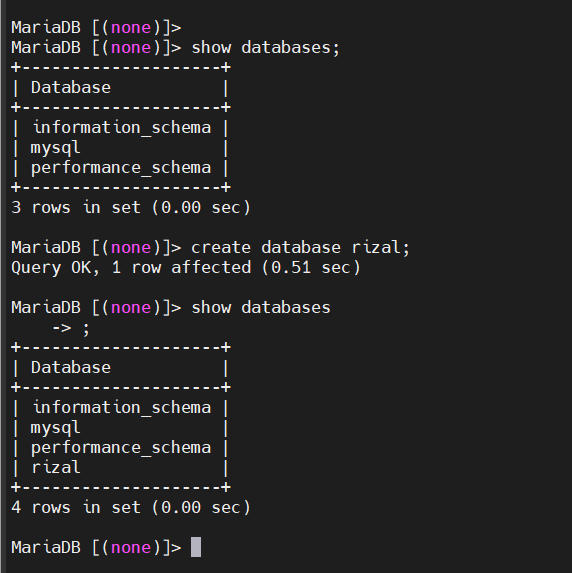 MariaDB [(none)]>
MariaDB [(none)]> show databases;
+--------------------+
| Database           |
+--------------------+
| information_schema |
| mysql              |
| performance_schema |
+--------------------+
3 rows in set (0.00 sec)

MariaDB [(none)]> create database rizal;
Query OK, 1 row affected (0.51 sec)

MariaDB [(none)]> show databases
    -> ;
+--------------------+
| Database           |
+--------------------+
| information_schema |
| mysql              |
| performance_schema |
| rizal              |
+--------------------+
4 rows in set (0.00 sec)

MariaDB [(none)]>